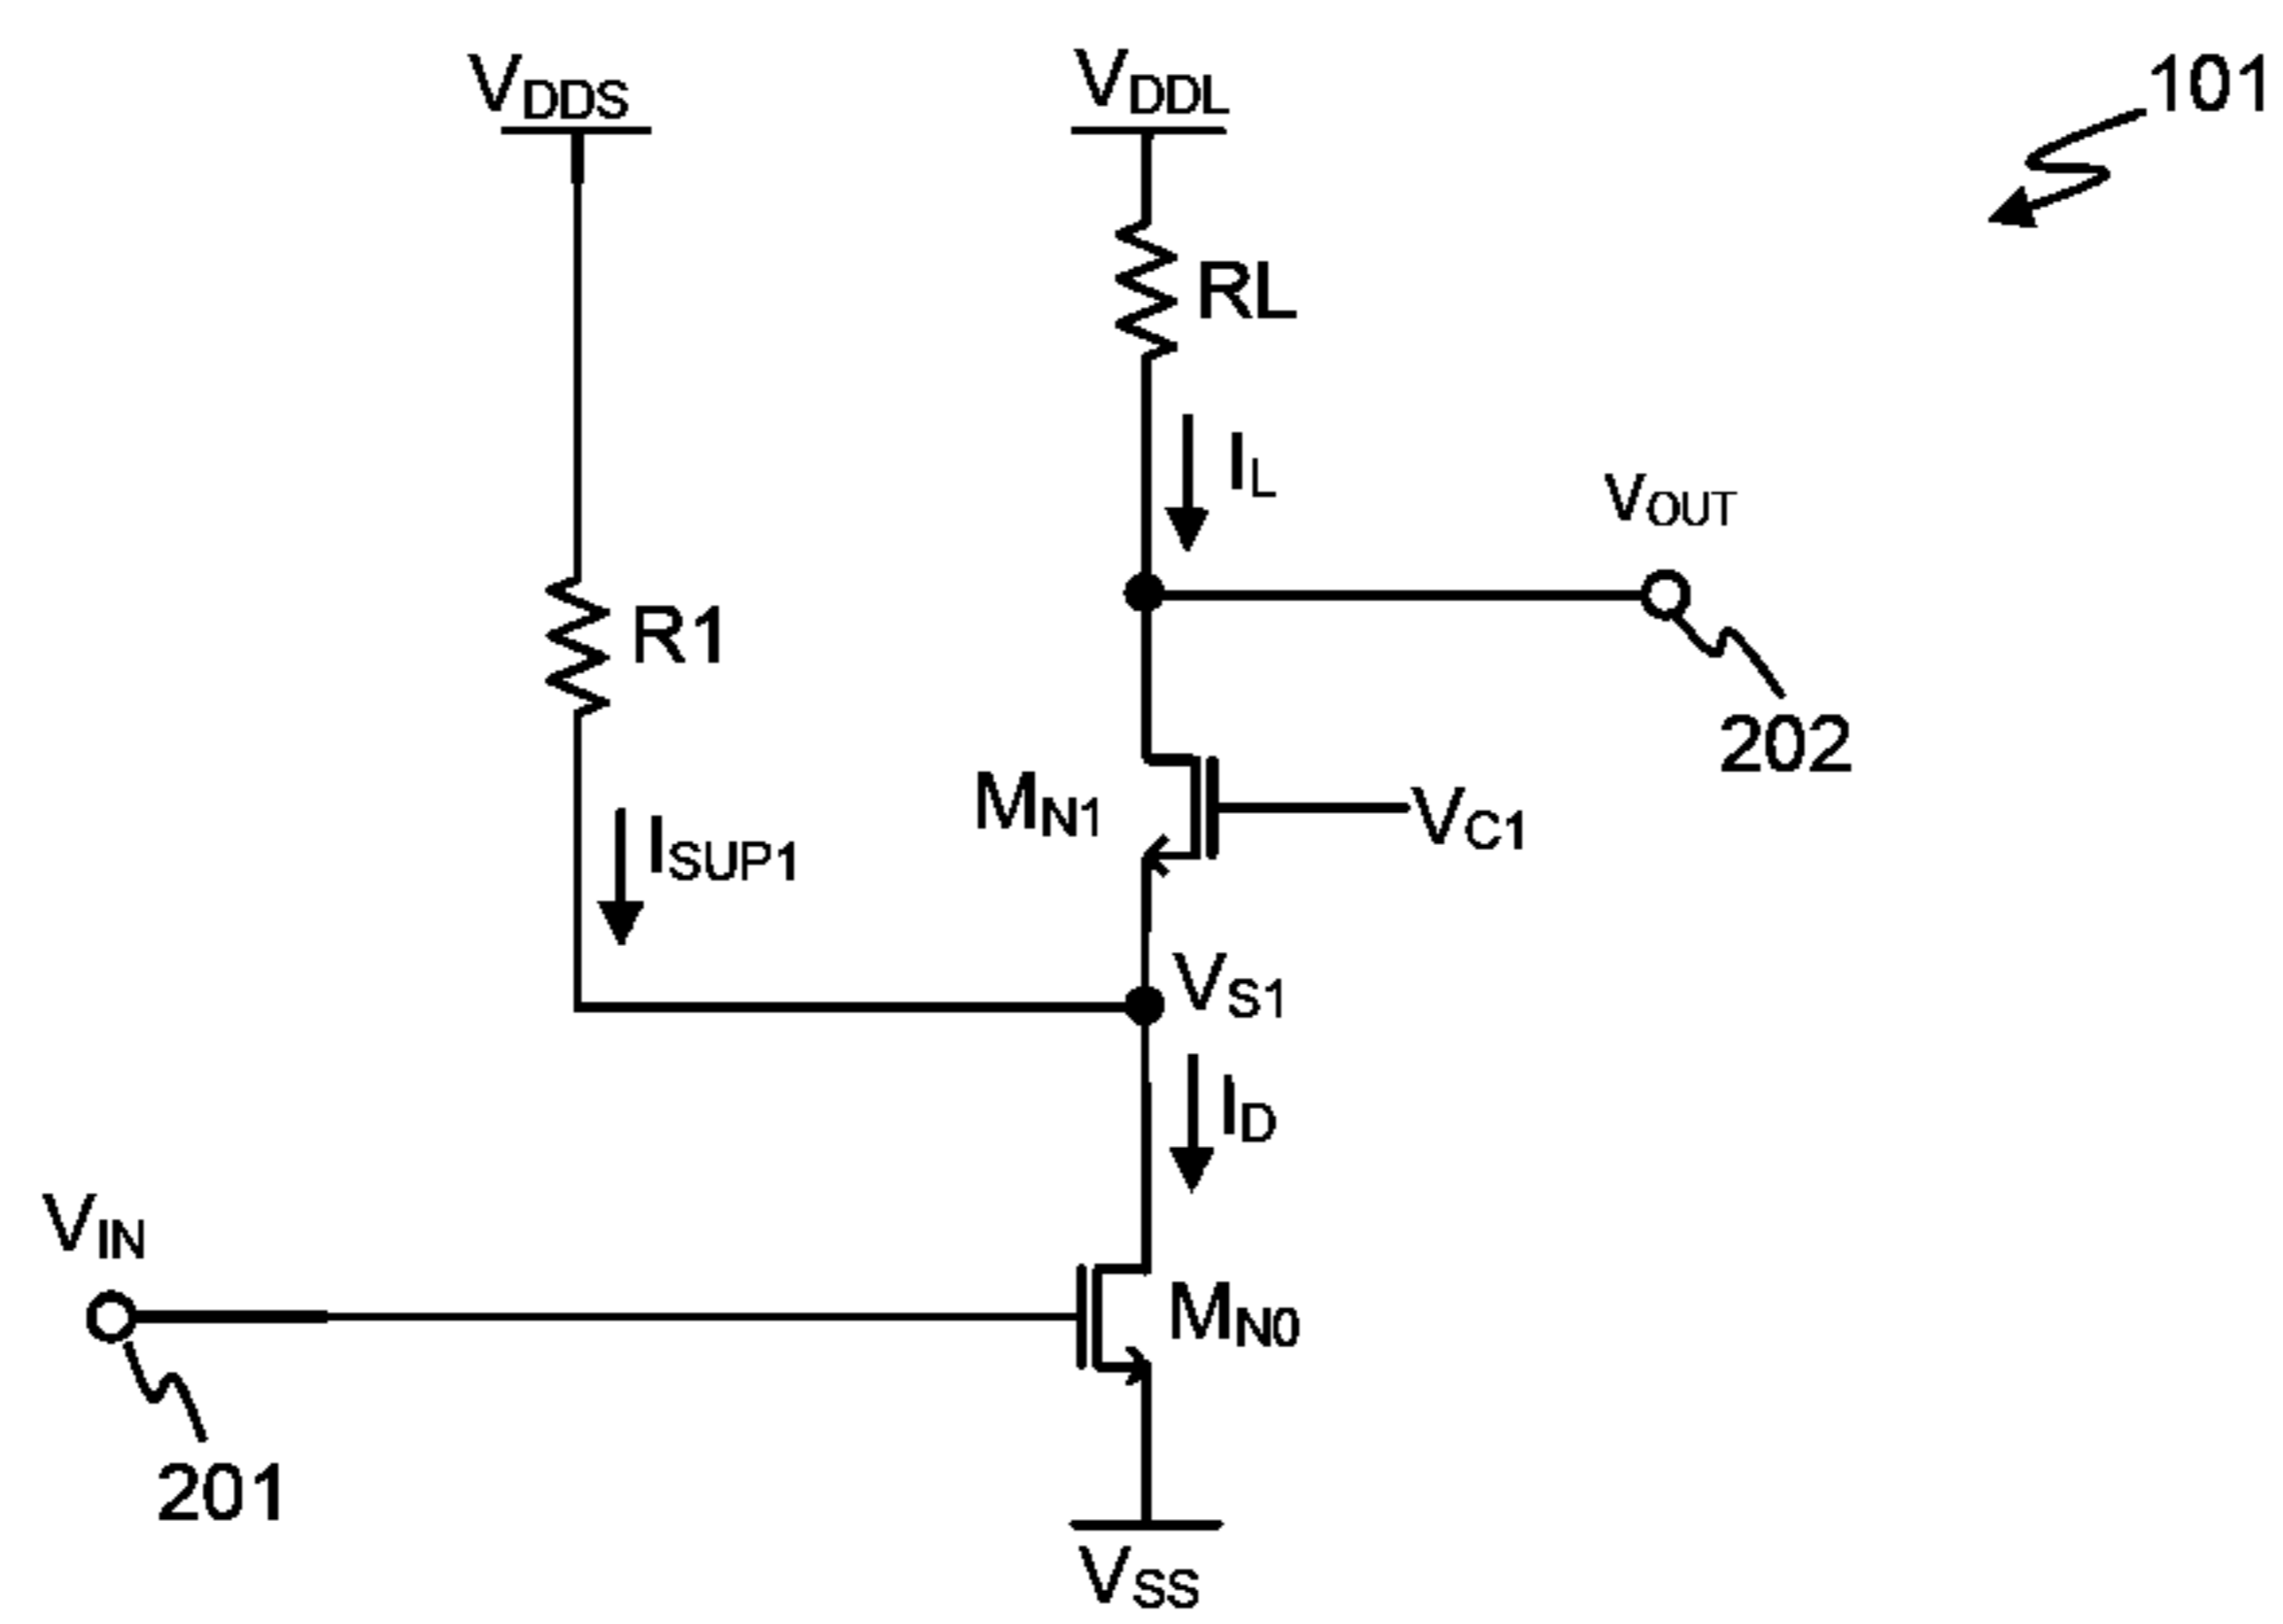 VDDS
VDDL
101
RL
IL
VOUT
R1
202
MN1
VC1
ISUP1
VS1
ID
VIN
MN0
201
VSS